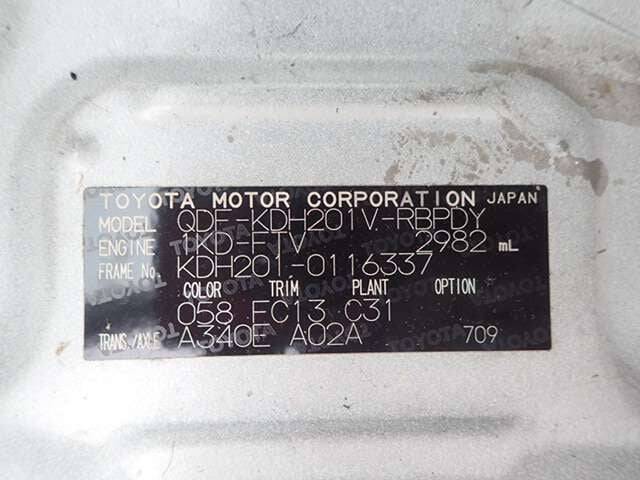 TOYOTA MOTOR CORPORATION JAPAN
MODEL QDF-KDH201V-RBPDY
ENGINE 1KD-FTV 2982 mL
FRAME No. KDH201-0116337
COLOR TRIM PLANT OPTION
058 FC13 C31
TRANS./AXLE A340E A02A 709